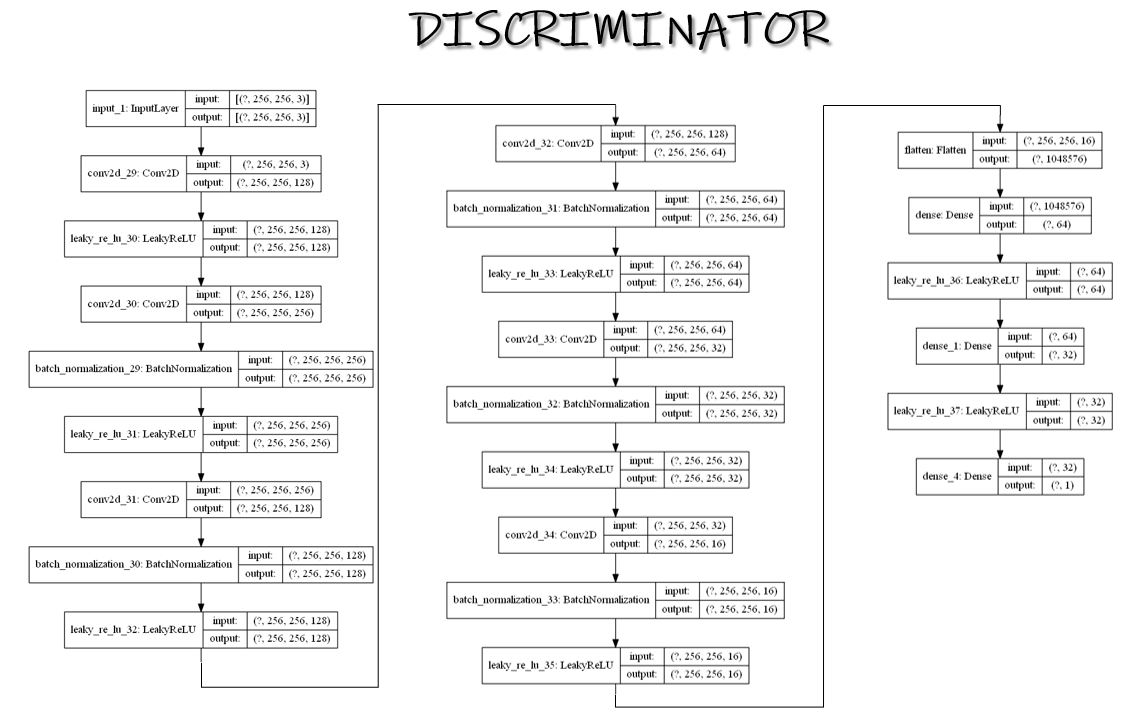 DISCRIMINATOR
input_1: InputLayer input: [(?, 256, 256, 3)]
output: [(?, 256, 256, 3)]
conv2d_29: Conv2D input: (?, 256, 256, 3)
output: (?, 256, 256, 128)
leaky_re_lu_30: LeakyReLU input: (?, 256, 256, 128)
output: (?, 256, 256, 128)
conv2d_30: Conv2D input: (?, 256, 256, 128)
output: (?, 256, 256, 256)
batch_normalization_29: BatchNormalization input: (?, 256, 256, 256)
output: (?, 256, 256, 256)
leaky_re_lu_31: LeakyReLU input: (?, 256, 256, 256)
output: (?, 256, 256, 256)
conv2d_31: Conv2D input: (?, 256, 256, 256)
output: (?, 256, 256, 128)
batch_normalization_30: BatchNormalization input: (?, 256, 256, 128)
output: (?, 256, 256, 128)
leaky_re_lu_32: LeakyReLU input: (?, 256, 256, 128)
output: (?, 256, 256, 128)
conv2d_32: Conv2D input: (?, 256, 256, 128)
output: (?, 256, 256, 64)
batch_normalization_31: BatchNormalization input: (?, 256, 256, 64)
output: (?, 256, 256, 64)
leaky_re_lu_33: LeakyReLU input: (?, 256, 256, 64)
output: (?, 256, 256, 64)
conv2d_33: Conv2D input: (?, 256, 256, 64)
output: (?, 256, 256, 32)
batch_normalization_32: BatchNormalization input: (?, 256, 256, 32)
output: (?, 256, 256, 32)
leaky_re_lu_34: LeakyReLU input: (?, 256, 256, 32)
output: (?, 256, 256, 32)
conv2d_34: Conv2D input: (?, 256, 256, 32)
output: (?, 256, 256, 16)
batch_normalization_33: BatchNormalization input: (?, 256, 256, 16)
output: (?, 256, 256, 16)
leaky_re_lu_35: LeakyReLU input: (?, 256, 256, 16)
output: (?, 256, 256, 16)
flatten: Flatten input: (?, 256, 256, 16)
output: (?, 1048576)
dense: Dense input: (?, 1048576)
output: (?, 64)
leaky_re_lu_36: LeakyReLU input: (?, 64)
output: (?, 64)
dense_1: Dense input: (?, 64)
output: (?, 32)
leaky_re_lu_37: LeakyReLU input: (?, 32)
output: (?, 32)
dense_4: Dense input: (?, 32)
output: (?, 1)